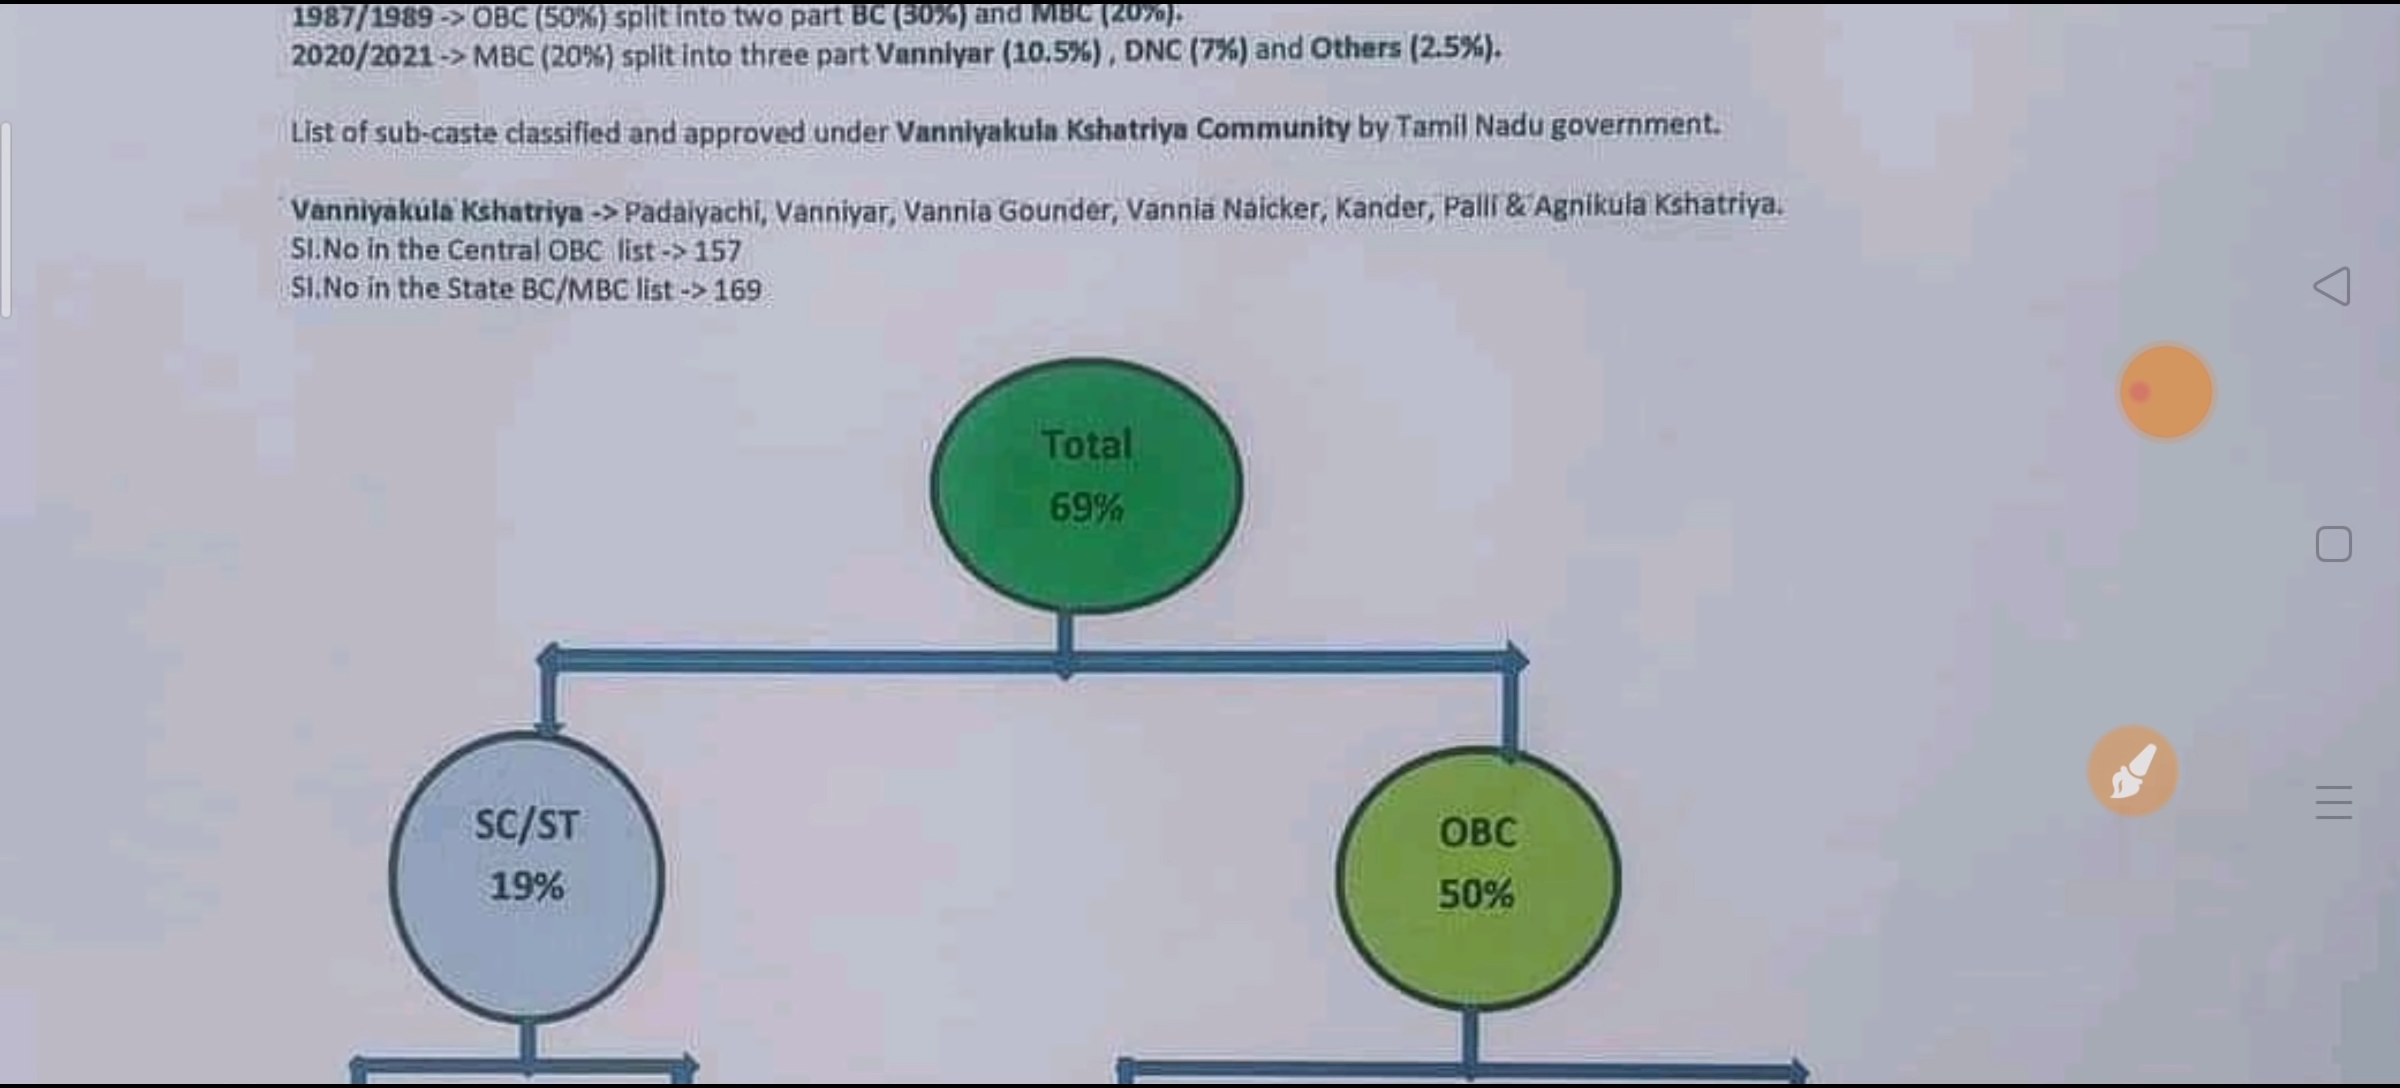 1987/1989 -> OBC (50%) split into two part BC (30%) and MBC (20%).
2020/2021 -> MBC (20%) split into three part Vanniyar (10.5%) , DNC (7%) and Others (2.5%).
List of sub-caste classified and approved under Vanniyakula Kshatriya Community by Tamil Nadu government.
Vanniyakula Kshatriya -> Padaiyachi, Vanniyar, Vannia Gounder, Vannia Naicker, Kander, Palli & Agnikula Kshatriya.
Sl.No in the Central OBC list -> 157
Sl.No in the State BC/MBC list -> 169
Total
69%
SC/ST
19%
OBC
50%